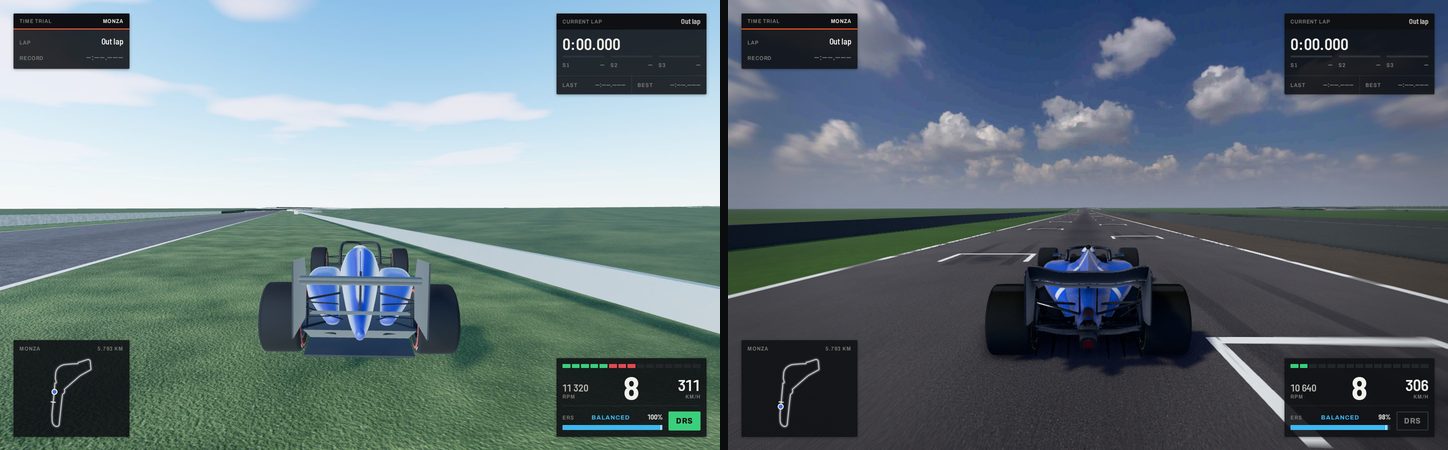 TIME TRIAL MONZA
LAP Out lap
RECORD –:––.–––
CURRENT LAP Out lap
0:00.000
S1 – S2 – S3 –
LAST –:––.––– BEST –:––.–––
MONZA 5.793 KM
11 320 RPM
8
311 KM/H
ERS BALANCED 100%
DRS
TIME TRIAL MONZA
LAP Out lap
RECORD –:––.–––
CURRENT LAP Out lap
0:00.000
S1 – S2 – S3 –
LAST –:––.––– BEST –:––.–––
MONZA 5.793 KM
10 640 RPM
8
306 KM/H
ERS BALANCED 98%
DRS